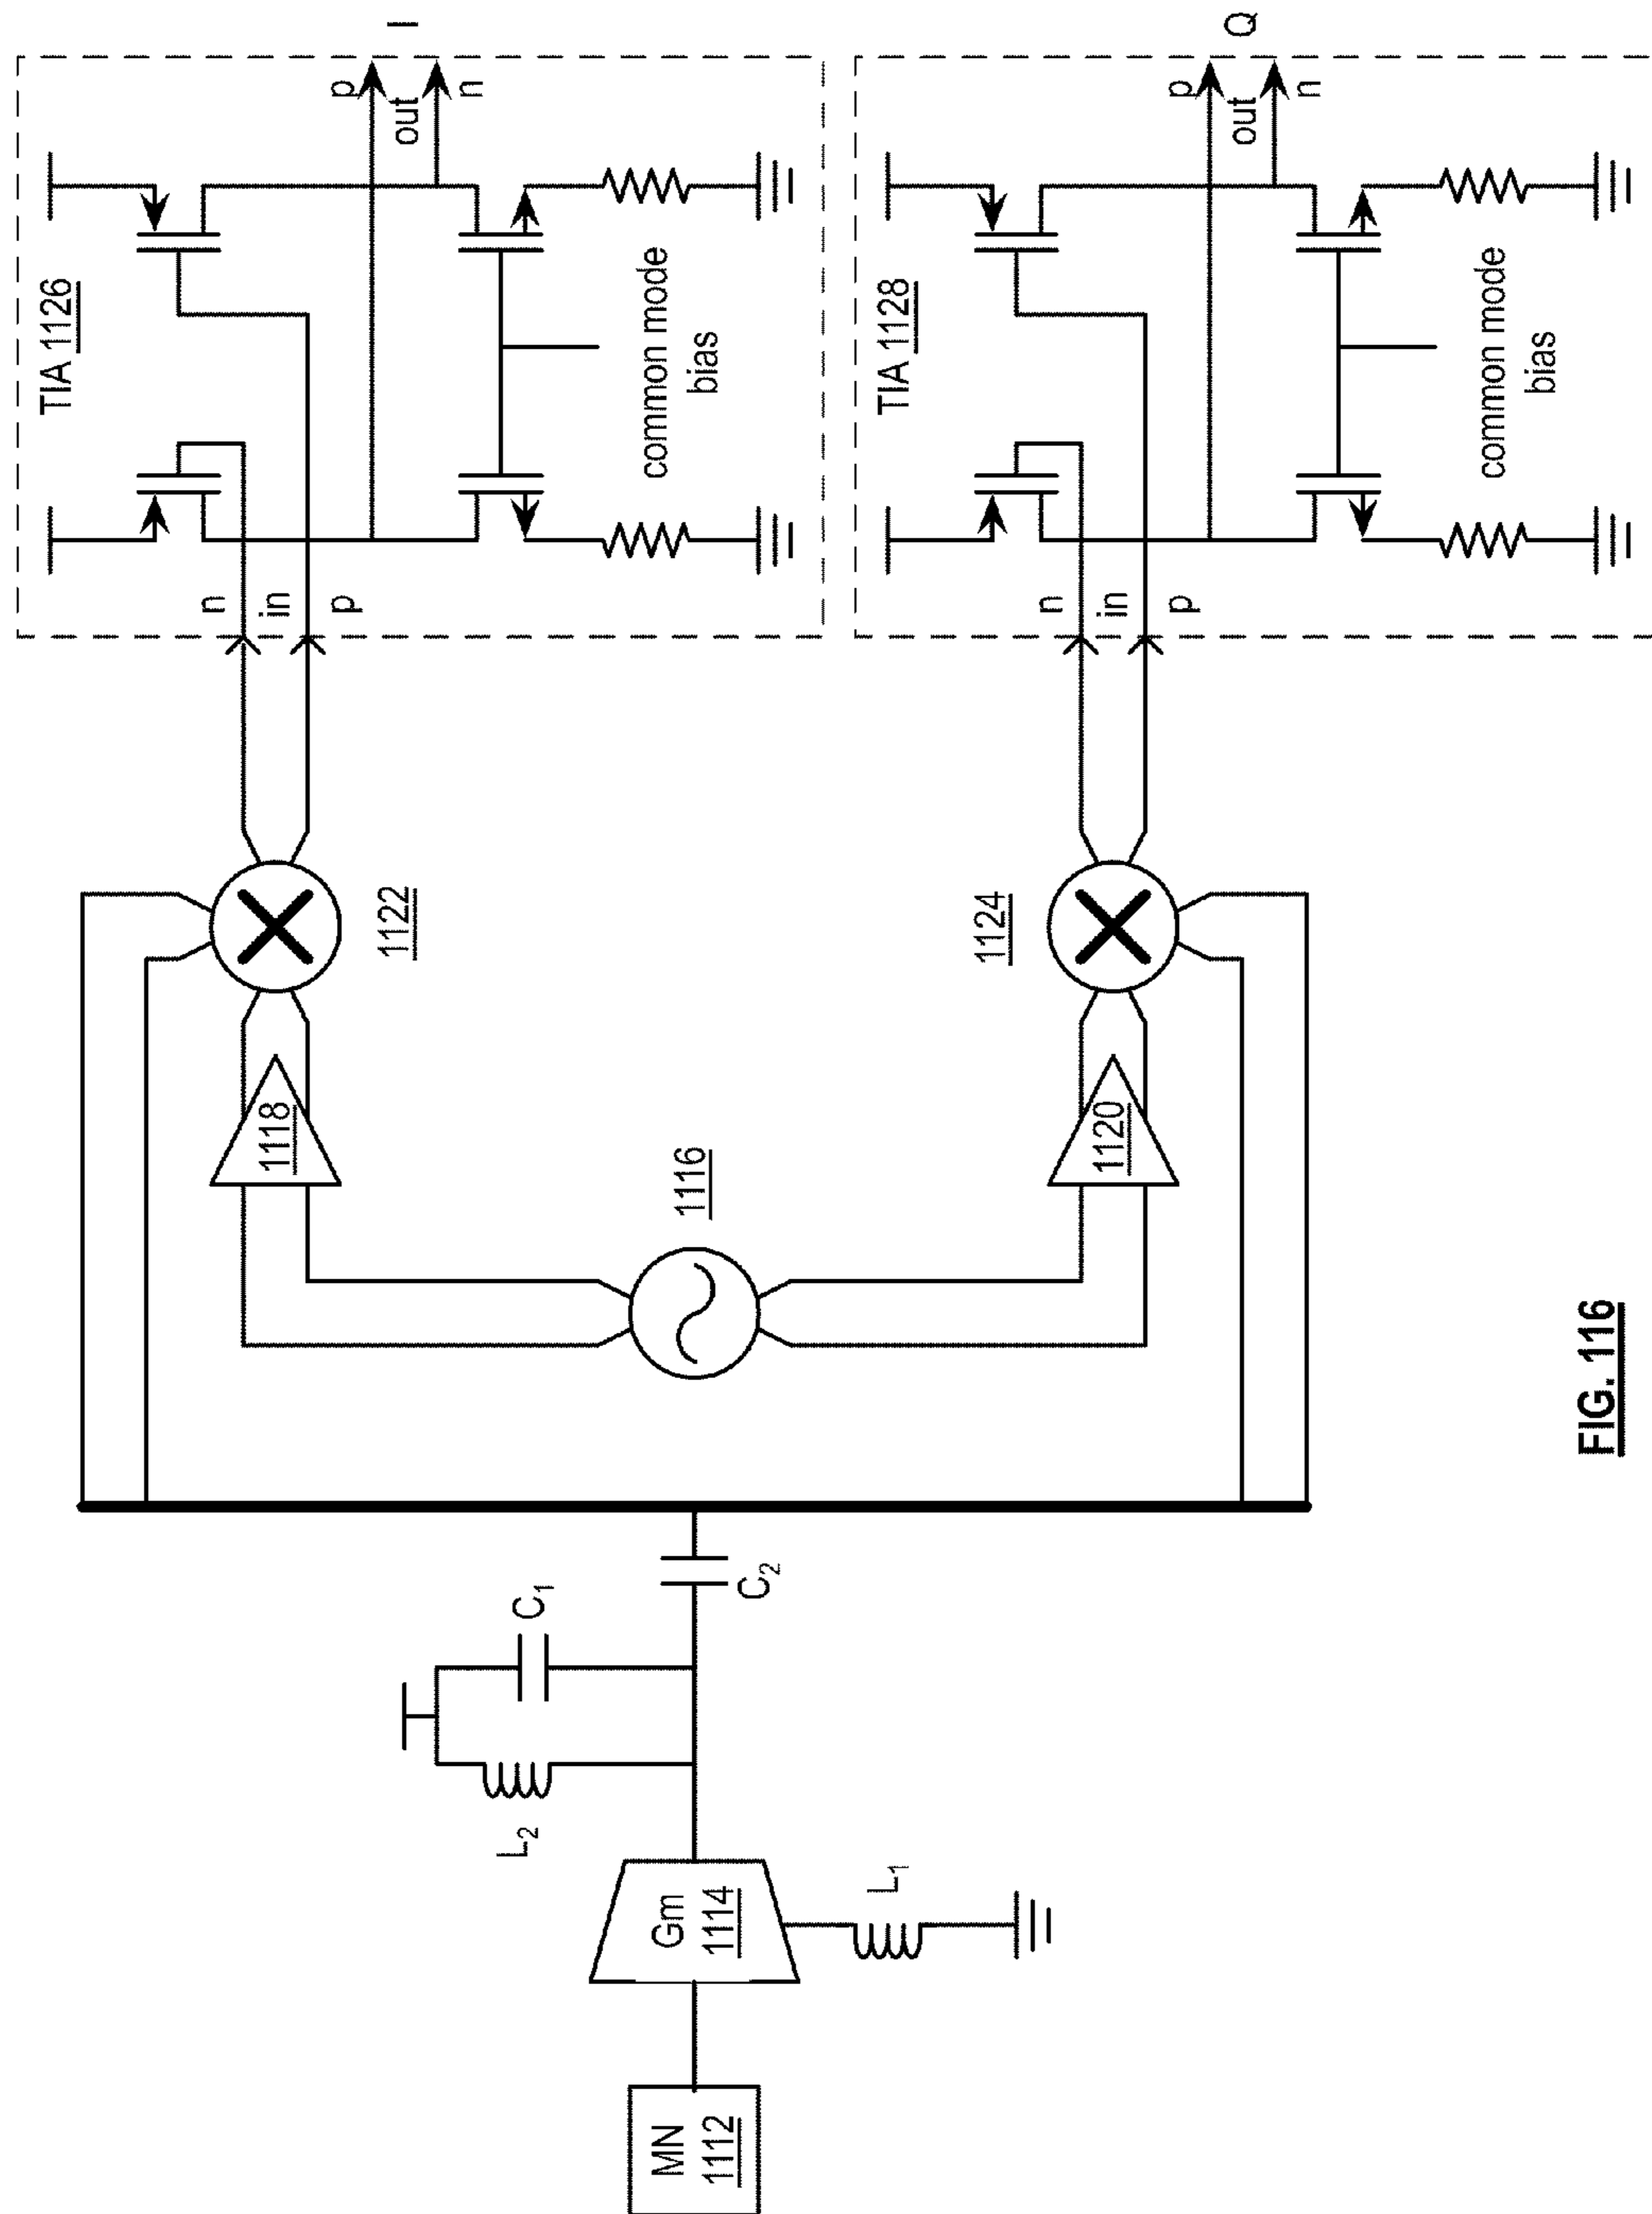 MN
1112
Gm
1114
L1
L2
C1
C2
1116
1118
1120
1122
1124
TIA 1126
n
in
p
common mode
bias
p
out
n
I
TIA 1128
n
in
p
common mode
bias
p
out
n
Q
FIG. 116